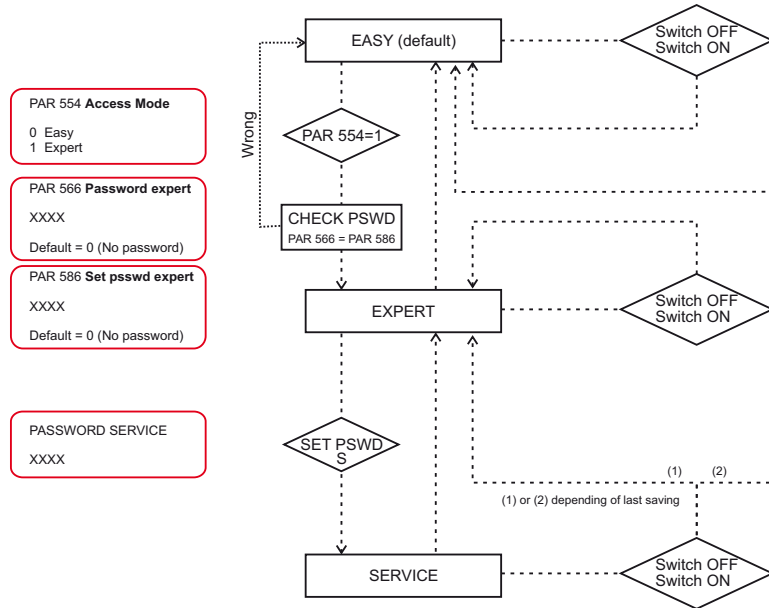 EASY (default)
Switch OFF
Switch ON
PAR 554 Access Mode
0 Easy
1 Expert
PAR 554=1
Wrong
PAR 566 Password expert
XXXX
Default = 0 (No password)
CHECK PSWD
PAR 566 = PAR 586
PAR 586 Set psswd expert
XXXX
Default = 0 (No password)
EXPERT
Switch OFF
Switch ON
PASSWORD SERVICE
XXXX
SET PSWD
S
(1)
(2)
(1) or (2) depending of last saving
SERVICE
Switch OFF
Switch ON